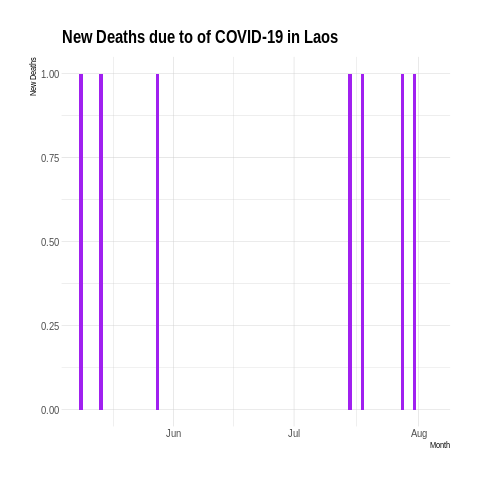 New Deaths due to of COVID-19 in Laos
New Deaths
1.00
0.75
0.50
0.25
0.00
Jun Jul Aug
Month